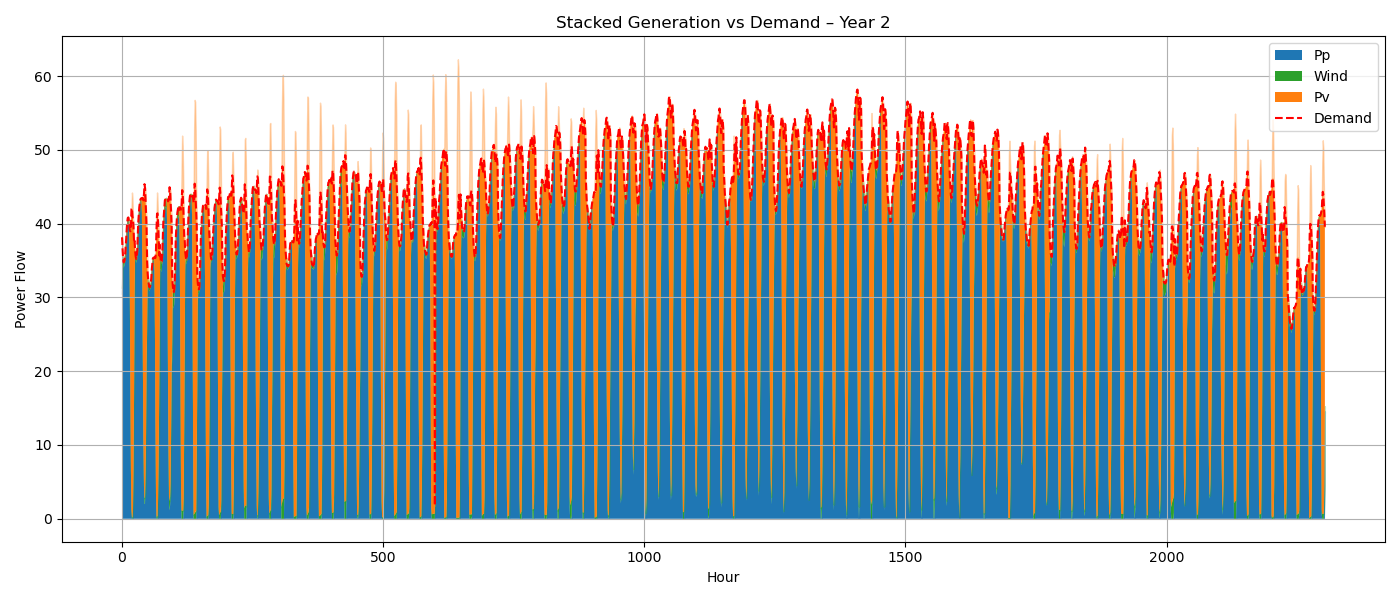 Stacked Generation vs Demand – Year 2
Pp
Wind
Pv
Demand
Power Flow
60
50
40
30
20
10
0
0 500 1000 1500 2000
Hour